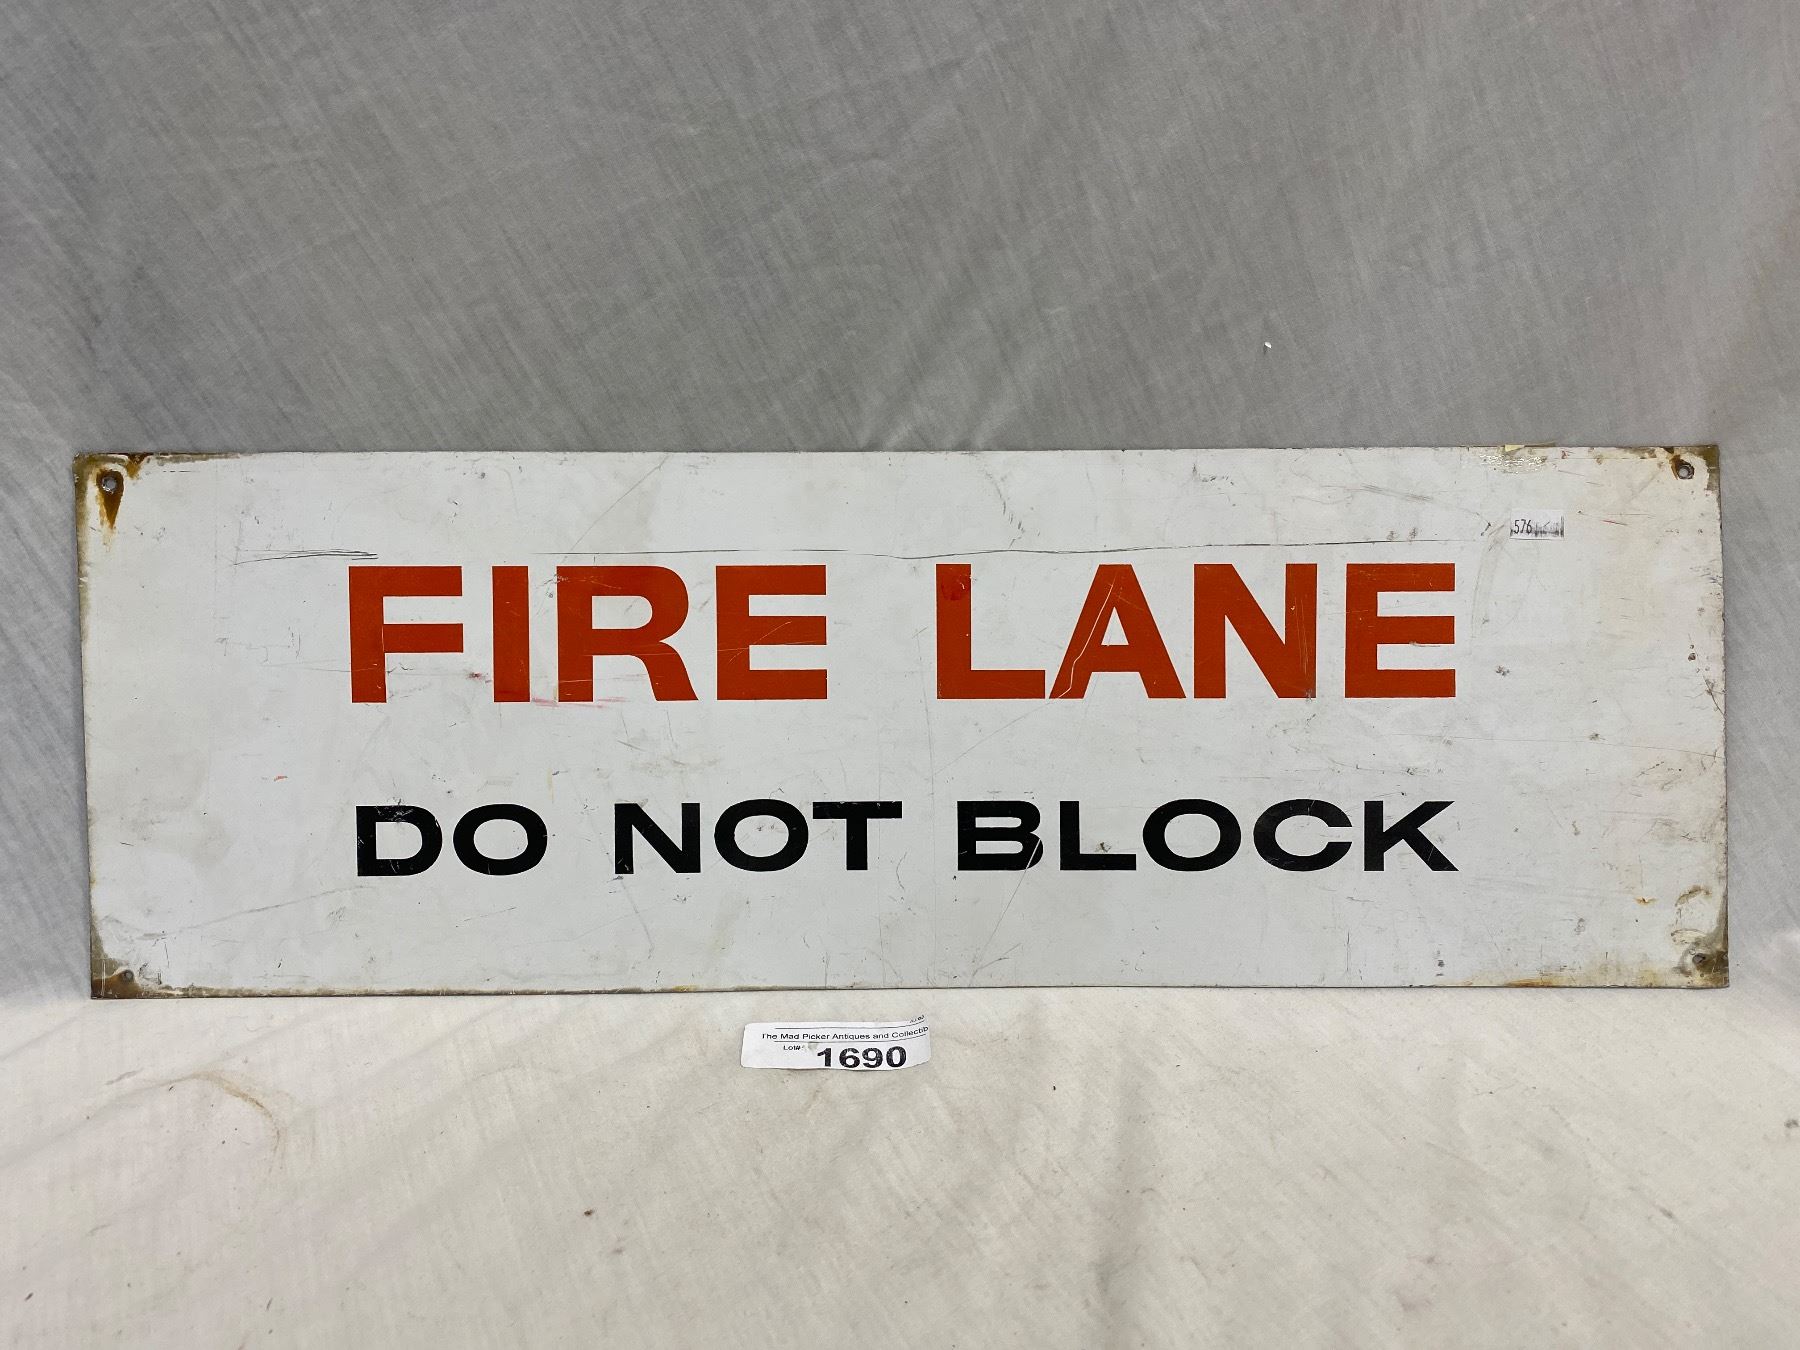 576
FIRE LANE
DO NOT BLOCK
The Mad Picker Antiques and Collectib
Lot#
1690